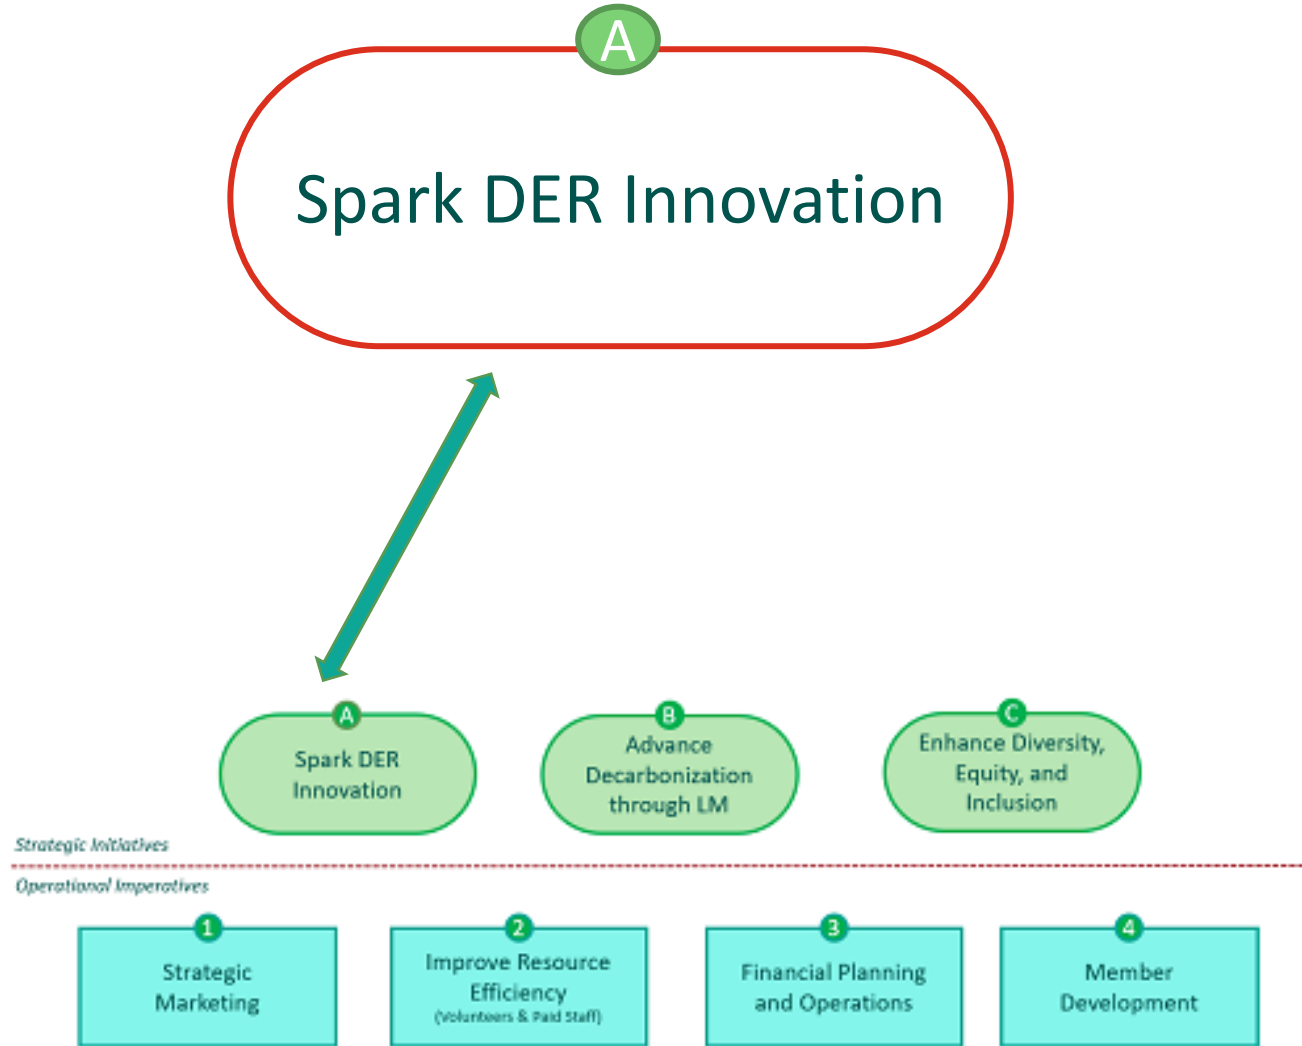 A
Spark DER Innovation
A
Spark DER
Innovation
B
Advance
Decarbonization
through LM
C
Enhance Diversity,
Equity, and
Inclusion
Strategic Initiatives
Operational Imperatives
1
Strategic
Marketing
2
Improve Resource
Efficiency
(Volunteers & Paid Staff)
3
Financial Planning
and Operations
4
Member
Development